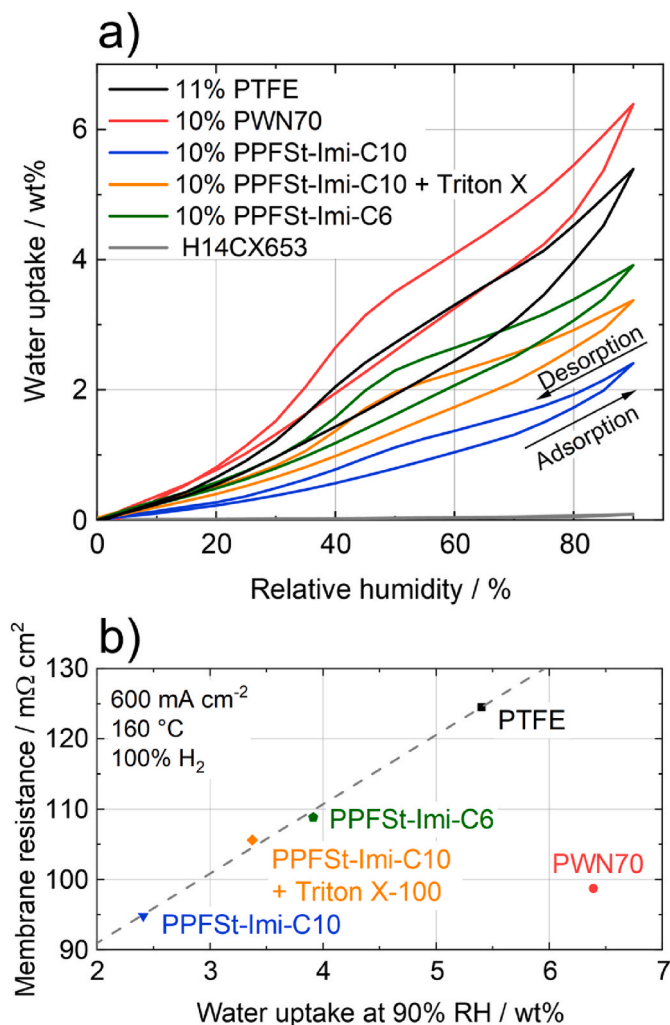 a)
Water uptake / wt%
6
4
2
0
11% PTFE
10% PWN70
10% PPFSt-Imi-C10
10% PPFSt-Imi-C10 + Triton X
10% PPFSt-Imi-C6
H14CX653
Desorption
Adsorption
0 20 40 60 80
Relative humidity / %
b)
Membrane resistance / mΩ cm²
130
120
110
100
90
600 mA cm⁻²
160 °C
100% H₂
PTFE
PPFSt-Imi-C6
PPFSt-Imi-C10
+ Triton X-100
PWN70
PPFSt-Imi-C10
2 3 4 5 6 7
Water uptake at 90% RH / wt%